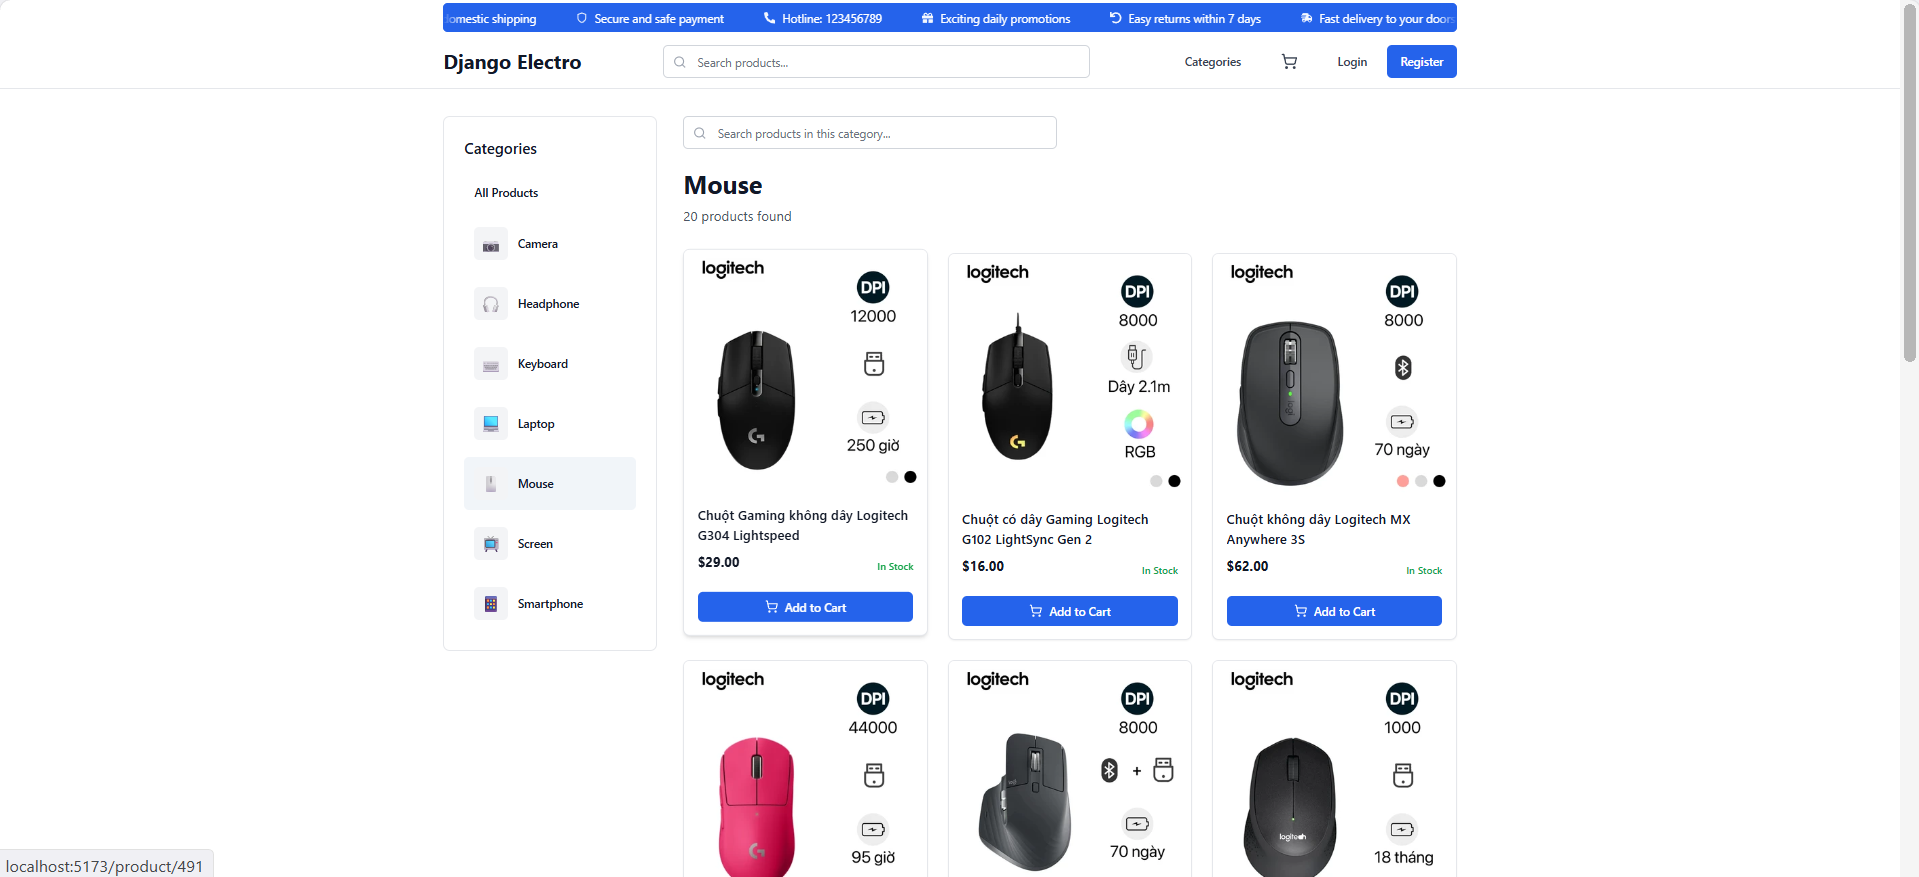 domestic shipping
Secure and safe payment
Hotline: 123456789
Exciting daily promotions
Easy returns within 7 days
Fast delivery to your doors
Django Electro
Search products...
Categories
Login
Register
Categories
All Products
Camera
Headphone
Keyboard
Laptop
Mouse
Screen
Smartphone
Search products in this category...
Mouse
20 products found
logitech
DPI
12000
250 giờ
Chuột Gaming không dây Logitech
G304 Lightspeed
$29.00
In Stock
Add to Cart
logitech
DPI
8000
Dây 2.1m
RGB
Chuột có dây Gaming Logitech
G102 LightSync Gen 2
$16.00
In Stock
Add to Cart
logitech
DPI
8000
logi
70 ngày
Chuột không dây Logitech MX
Anywhere 3S
$62.00
In Stock
Add to Cart
logitech
DPI
44000
95 giờ
logitech
DPI
8000
+
logi
70 ngày
logitech
DPI
1000
logitech
18 tháng
localhost:5173/product/491